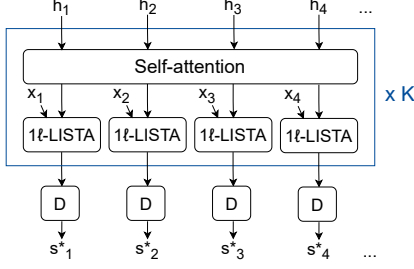 h₁ h₂ h₃ h₄ ...
Self-attention
x₁ x₂ x₃ x₄
x K
1ℓ-LISTA 1ℓ-LISTA 1ℓ-LISTA 1ℓ-LISTA
D D D D
s*₁ s*₂ s*₃ s*₄ ...